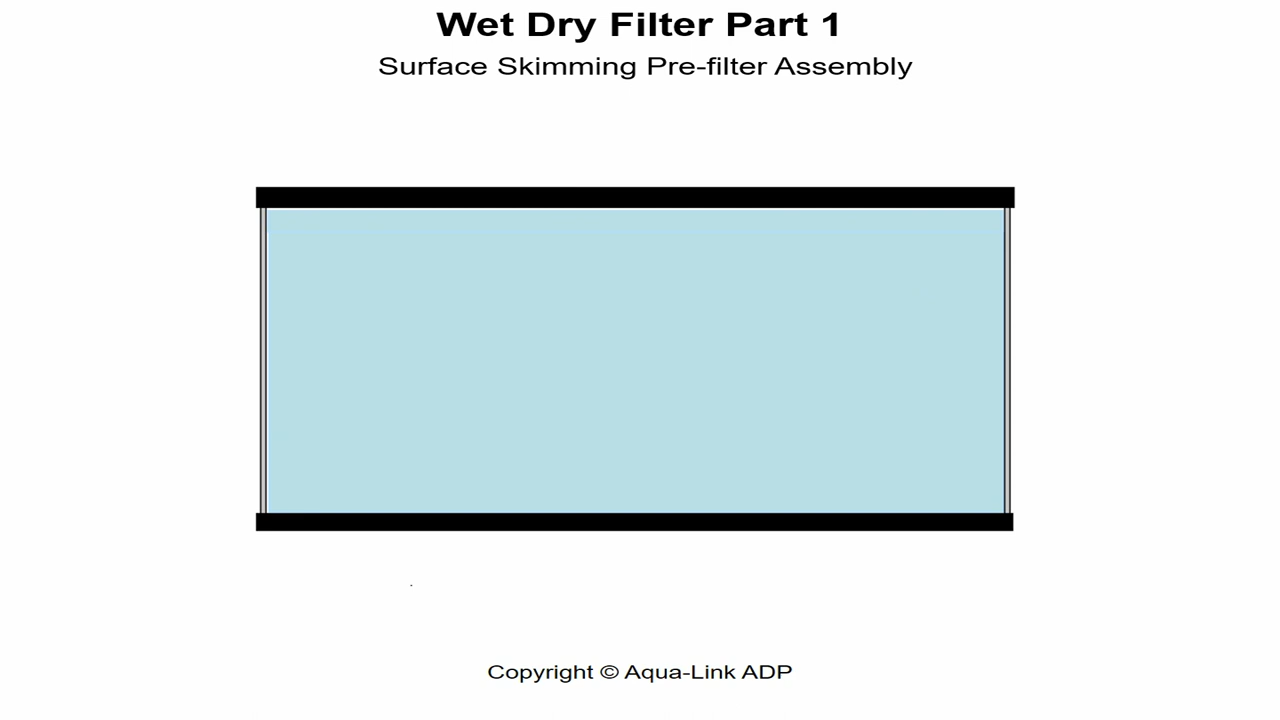 Wet Dry Filter Part 1
Surface Skimming Pre-filter Assembly
Copyright © Aqua-Link ADP